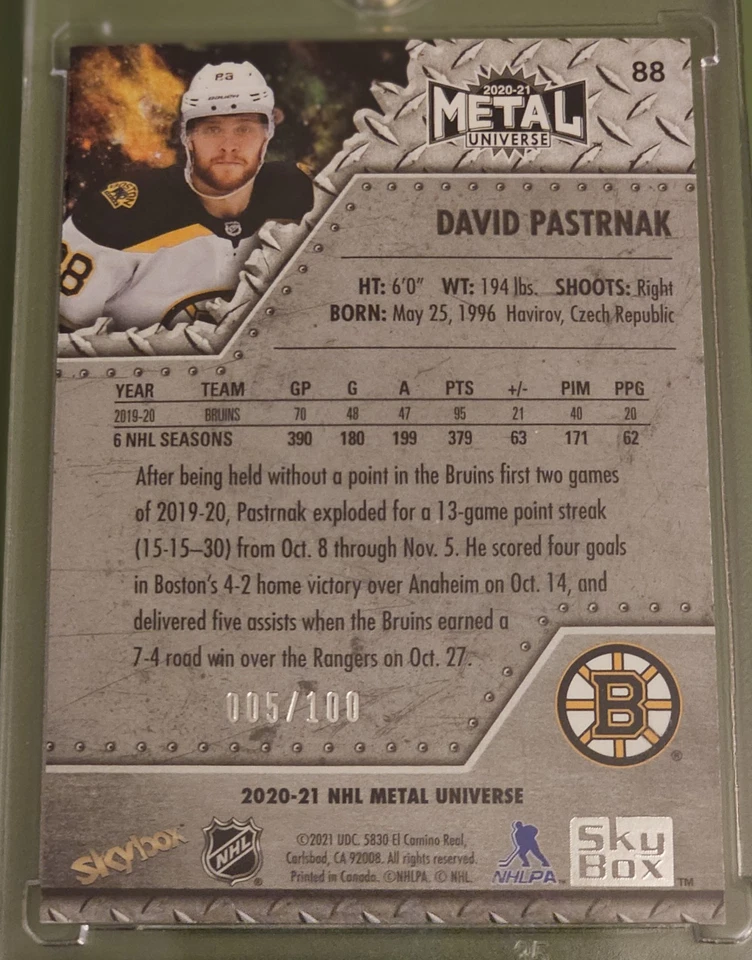 88
2020-21
METAL
UNIVERSE
88
DAVID PASTRNAK
HT: 6'0" WT: 194 lbs. SHOOTS: Right
BORN: May 25, 1996 Havirov, Czech Republic
YEAR TEAM GP G A PTS +/- PIM PPG
2019-20 BRUINS 70 48 47 95 21 40 20
6 NHL SEASONS 390 180 199 379 63 171 62
After being held without a point in the Bruins first two games
of 2019-20, Pastrnak exploded for a 13-game point streak
(15-15–30) from Oct. 8 through Nov. 5. He scored four goals
in Boston's 4-2 home victory over Anaheim on Oct. 14, and
delivered five assists when the Bruins earned a
7-4 road win over the Rangers on Oct. 27.
005/100
B ®
2020-21 NHL METAL UNIVERSE
skybox™
NHL ®
©2021 UDC. 5830 El Camino Real,
Carlsbad, CA 92008. All rights reserved.
Printed in Canada. ©NHLPA. © NHL.
NHLPA™
Sky
Box ™